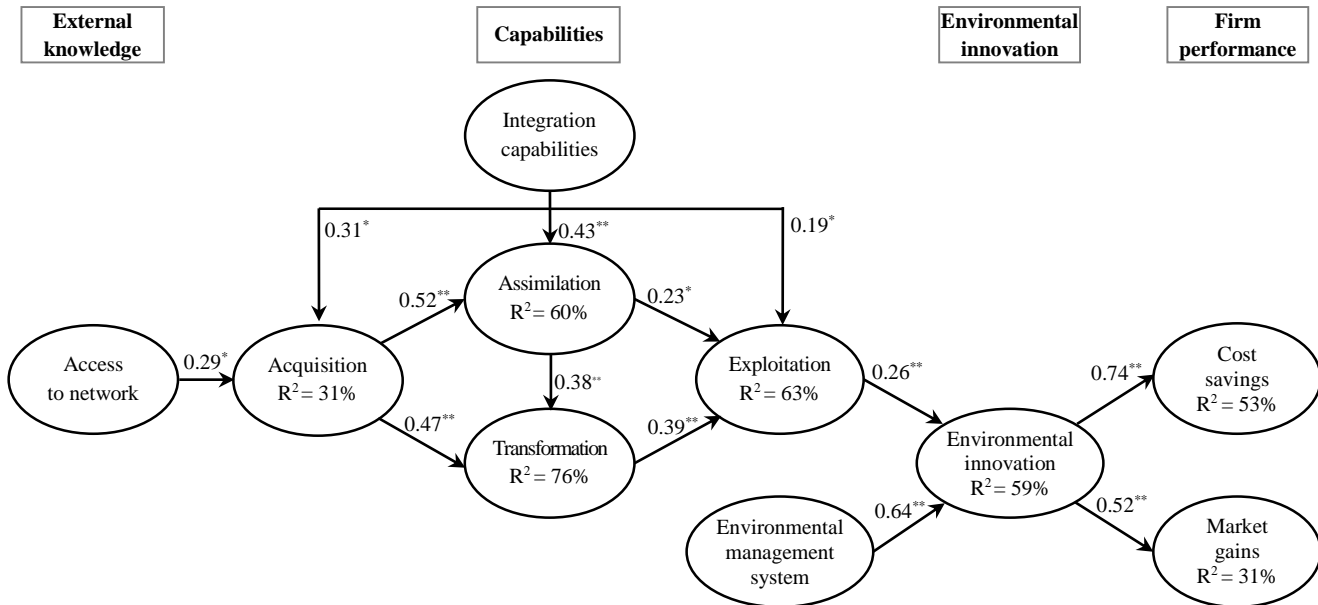 External
knowledge
Capabilities
Environmental
innovation
Firm
performance
Integration
capabilities
0.31*
0.43**
0.19*
Assimilation
R² = 60%
0.52**
0.23*
Access
to network
0.29*
Acquisition
R² = 31%
0.38**
Exploitation
R² = 63%
0.26**
0.74**
Cost
savings
R² = 53%
0.47**
Transformation
R² = 76%
0.39**
Environmental
innovation
R² = 59%
0.64**
0.52**
Environmental
management
system
Market
gains
R² = 31%